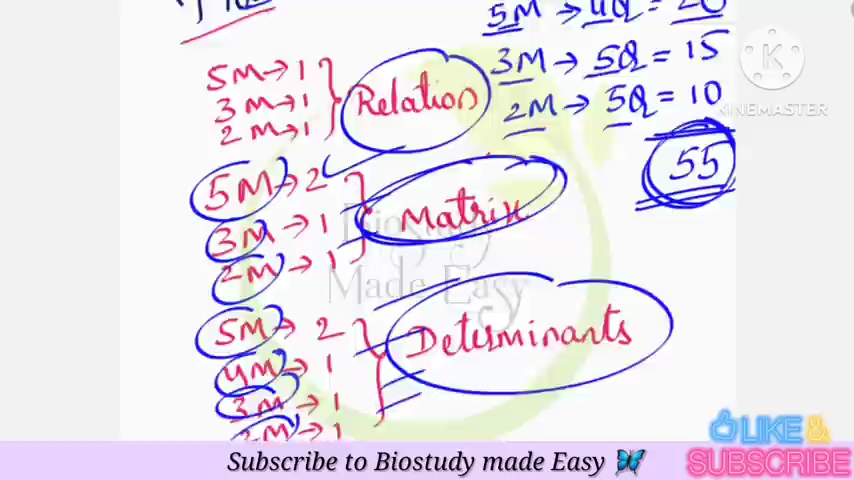 5M → 4Q = 20
5M → 1
3M → 1
2M → 1
Relation
3M → 5Q = 15
2M → 5Q = 10
KINEMASTER
55
5M → 2
3M → 1
2M → 1
Matrix
Biostudy
Made Easy
5M → 2
4M → 1
3M → 1
2M → 1
Determinants
LIKE &
SUBSCRIBE
Subscribe to Biostudy made Easy 🦋